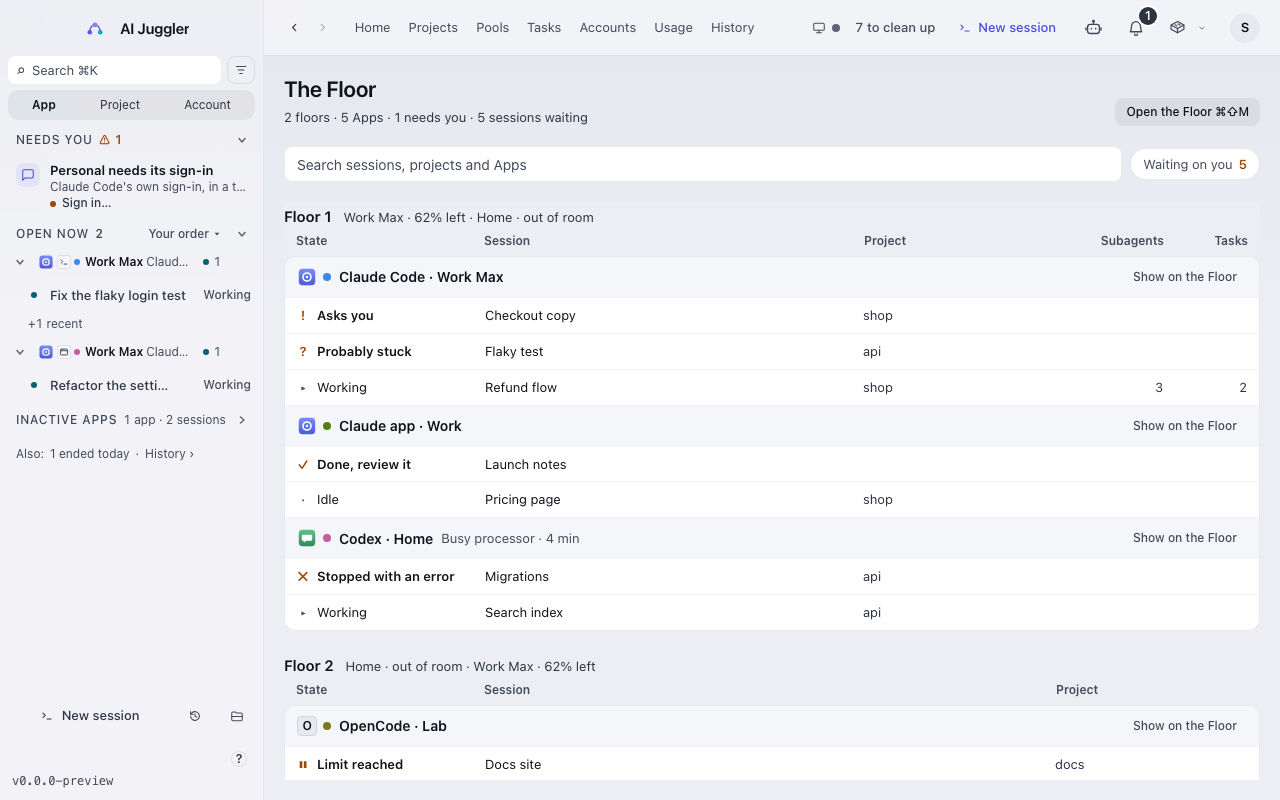 AI Juggler
Search ⌘K
App Project Account
NEEDS YOU 1
Personal needs its sign-in
Claude Code's own sign-in, in a t…
Sign in…
OPEN NOW 2 Your order
Work Max Claud… 1
Fix the flaky login test Working
+1 recent
Work Max Claud… 1
Refactor the setti… Working
INACTIVE APPS 1 app · 2 sessions
Also: 1 ended today · History ›
New session
?
v0.0.0-preview
Home Projects Pools Tasks Accounts Usage History
7 to clean up
New session
1
S
The Floor
2 floors · 5 Apps · 1 needs you · 5 sessions waiting
Open the Floor ⌘⇧M
Search sessions, projects and Apps
Waiting on you 5
Floor 1 Work Max · 62% left · Home · out of room
State Session Project Subagents Tasks
Claude Code · Work Max Show on the Floor
! Asks you Checkout copy shop
? Probably stuck Flaky test api
▸ Working Refund flow shop 3 2
Claude app · Work Show on the Floor
✓ Done, review it Launch notes
· Idle Pricing page shop
Codex · Home Busy processor · 4 min Show on the Floor
✕ Stopped with an error Migrations api
▸ Working Search index api
Floor 2 Home · out of room · Work Max · 62% left
State Session Project
O OpenCode · Lab Show on the Floor
Limit reached Docs site docs